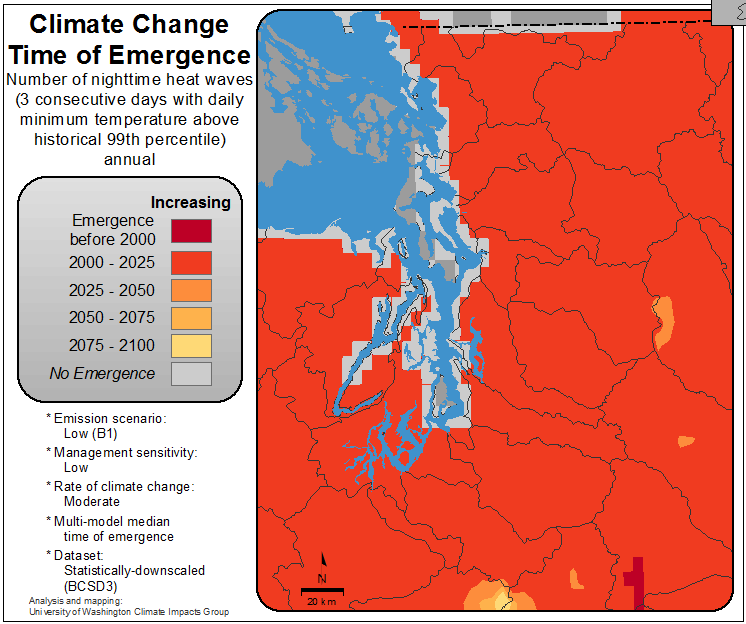 Climate Change
Time of Emergence
Number of nighttime heat waves
(3 consecutive days with daily
minimum temperature above
historical 99th percentile)
annual
Increasing
Emergence
before 2000
2000 - 2025
2025 - 2050
2050 - 2075
2075 - 2100
No Emergence
* Emission scenario:
Low (B1)
* Management sensitivity:
Low
* Rate of climate change:
Moderate
* Multi-model median
time of emergence
* Dataset:
Statistically-downscaled
(BCSD3)
Analysis and mapping:
University of Washington Climate Impacts Group
N
20 km